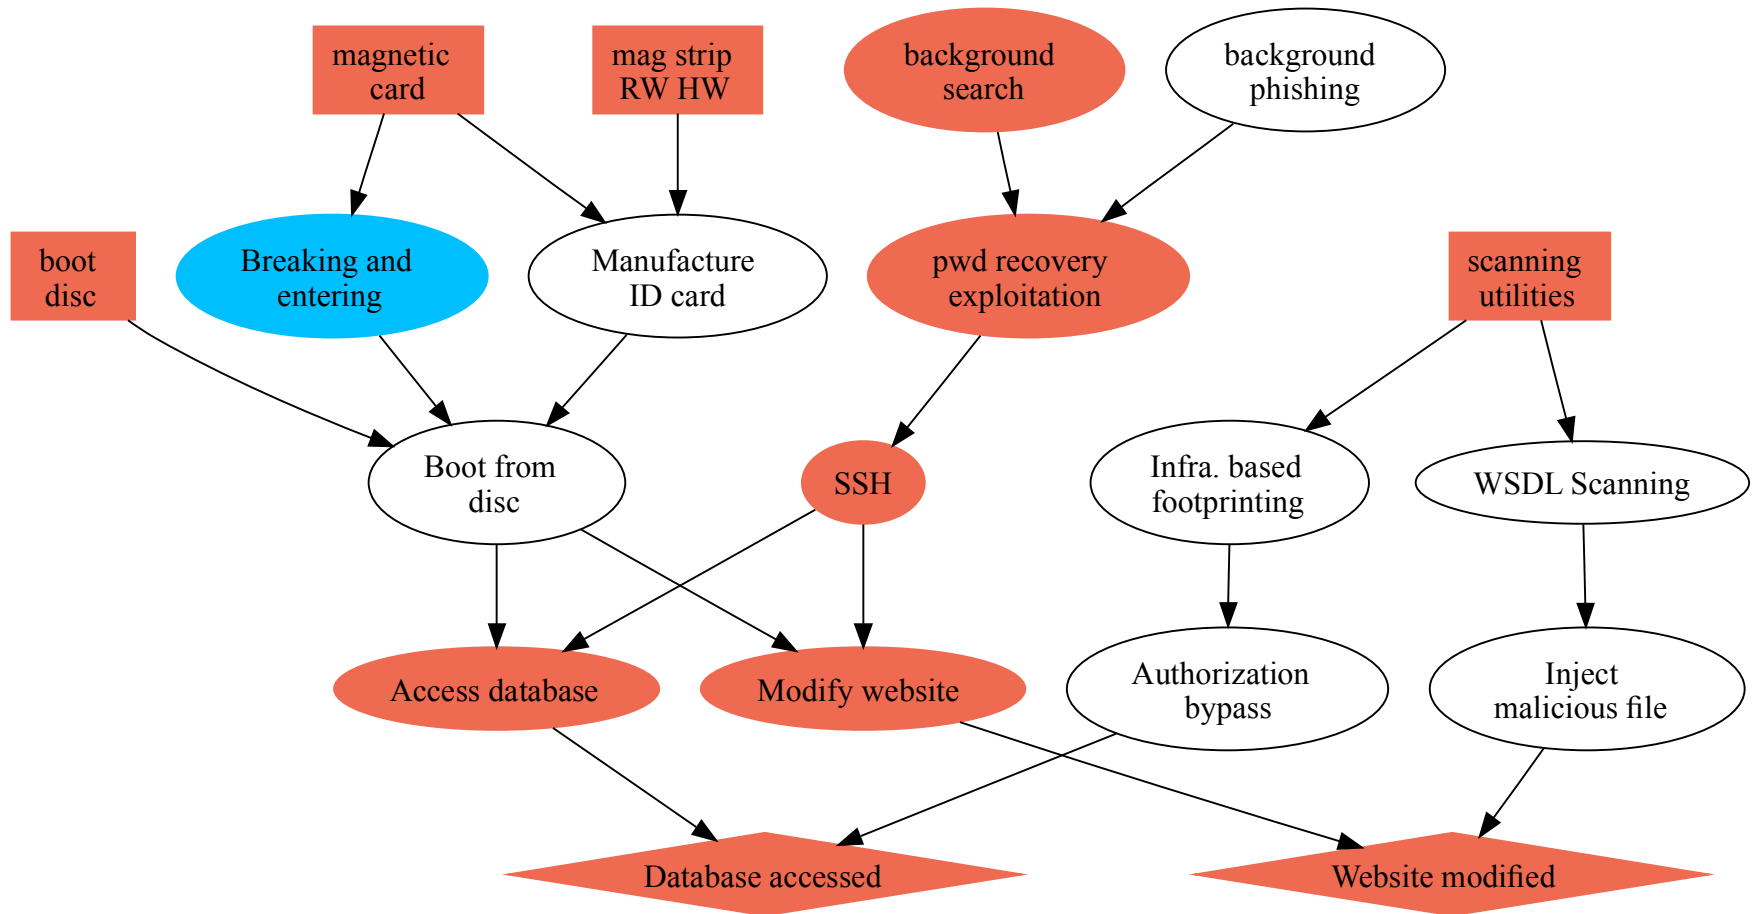 magnetic
card
mag strip
RW HW
background
search
background
phishing
boot
disc
Breaking and
entering
Manufacture
ID card
pwd recovery
exploitation
scanning
utilities
Boot from
disc
SSH
Infra. based
footprinting
WSDL Scanning
Access database
Modify website
Authorization
bypass
Inject
malicious file
Database accessed
Website modified